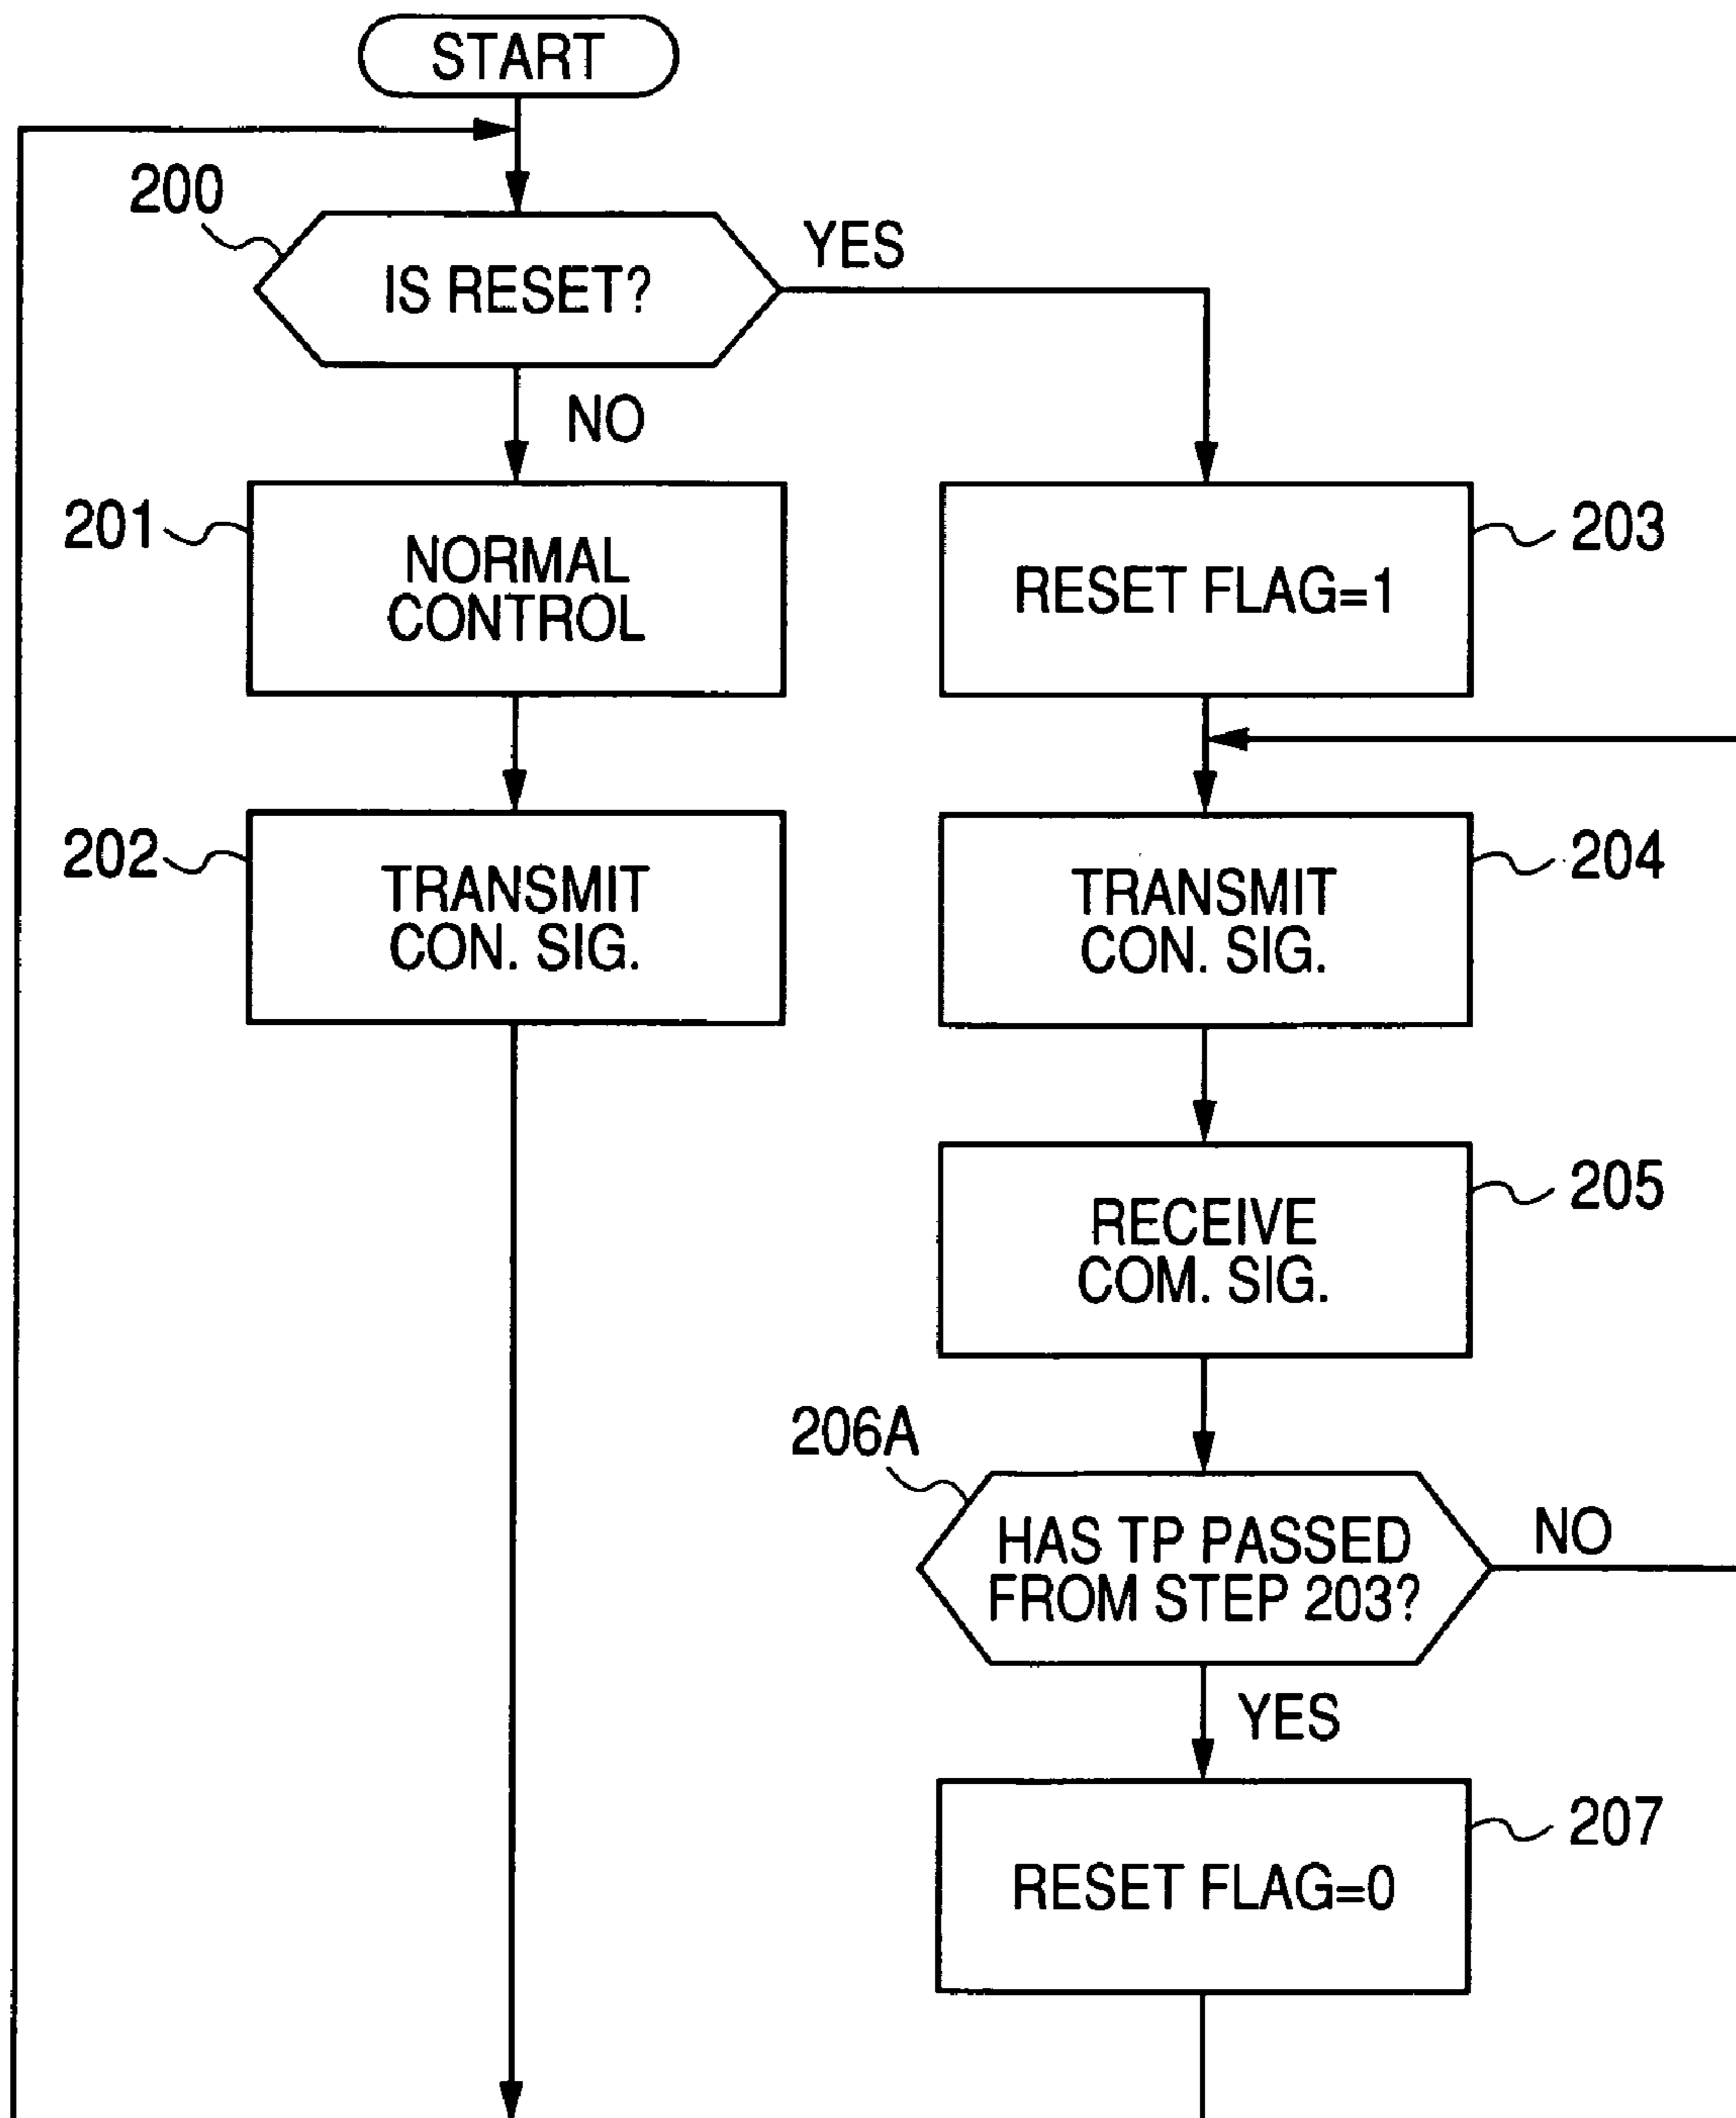 START
200
IS RESET?
YES
NO
201
NORMAL
CONTROL
203
RESET FLAG=1
202
TRANSMIT
CON. SIG.
204
TRANSMIT
CON. SIG.
205
RECEIVE
COM. SIG.
206A
HAS TP PASSED
FROM STEP 203?
NO
YES
207
RESET FLAG=0